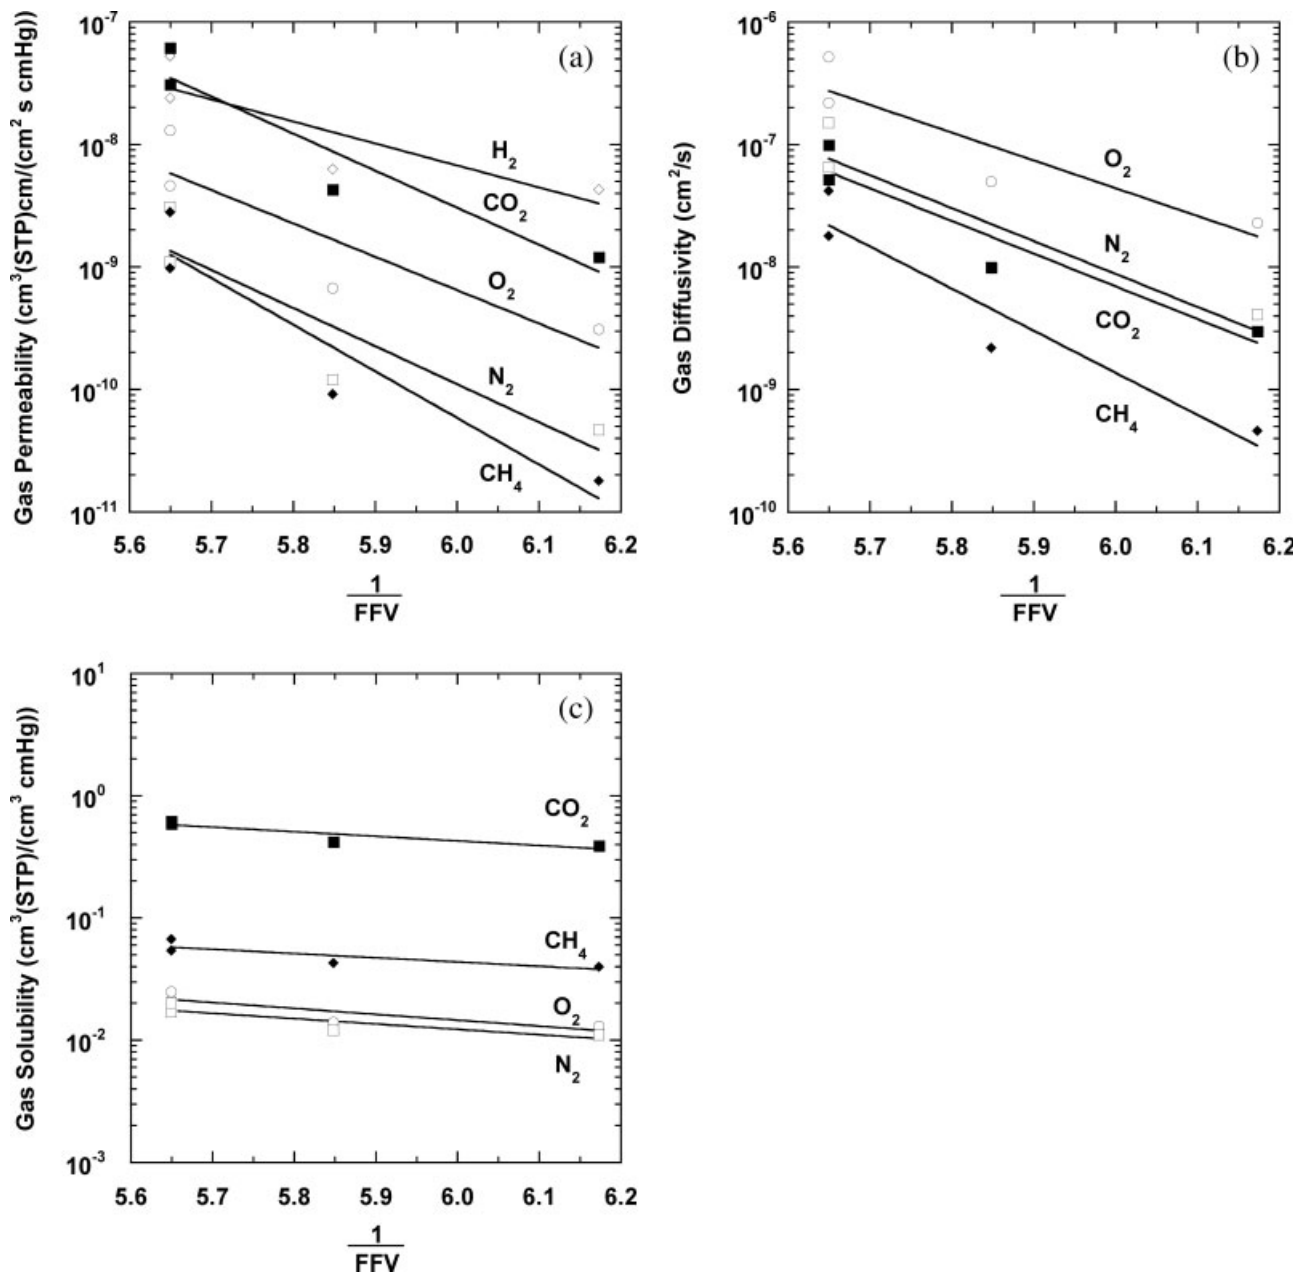 (a)
Gas Permeability (cm³(STP)cm/(cm² s cmHg))
10⁻⁷
10⁻⁸
10⁻⁹
10⁻¹⁰
10⁻¹¹
H₂
CO₂
O₂
N₂
CH₄
5.6 5.7 5.8 5.9 6.0 6.1 6.2
1
FFV
(b)
Gas Diffusivity (cm²/s)
10⁻⁶
10⁻⁷
10⁻⁸
10⁻⁹
10⁻¹⁰
O₂
N₂
CO₂
CH₄
5.6 5.7 5.8 5.9 6.0 6.1 6.2
1
FFV
(c)
Gas Solubility (cm³(STP)/(cm³ cmHg))
10¹
10⁰
10⁻¹
10⁻²
10⁻³
CO₂
CH₄
O₂
N₂
5.6 5.7 5.8 5.9 6.0 6.1 6.2
1
FFV